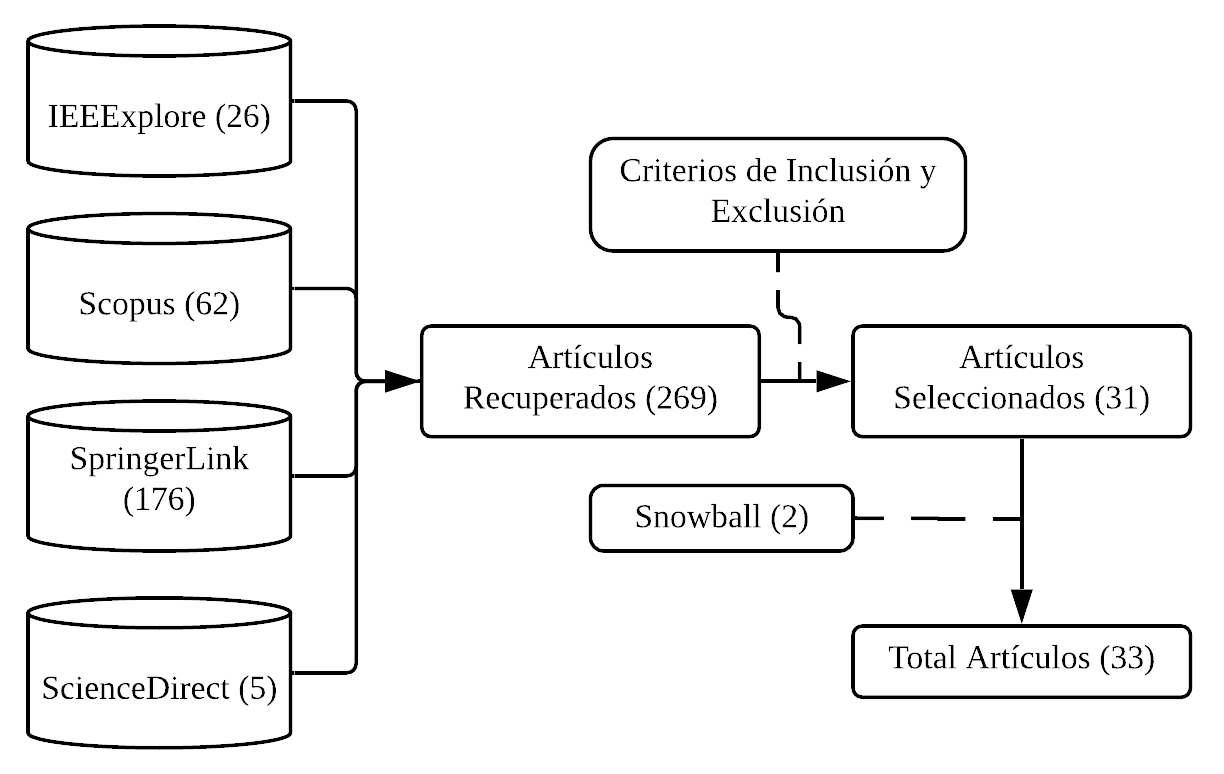 IEEExplore (26)
Scopus (62)
SpringerLink
(176)
ScienceDirect (5)
Criterios de Inclusión y
Exclusión
Artículos
Recuperados (269)
Artículos
Seleccionados (31)
Snowball (2)
Total Artículos (33)